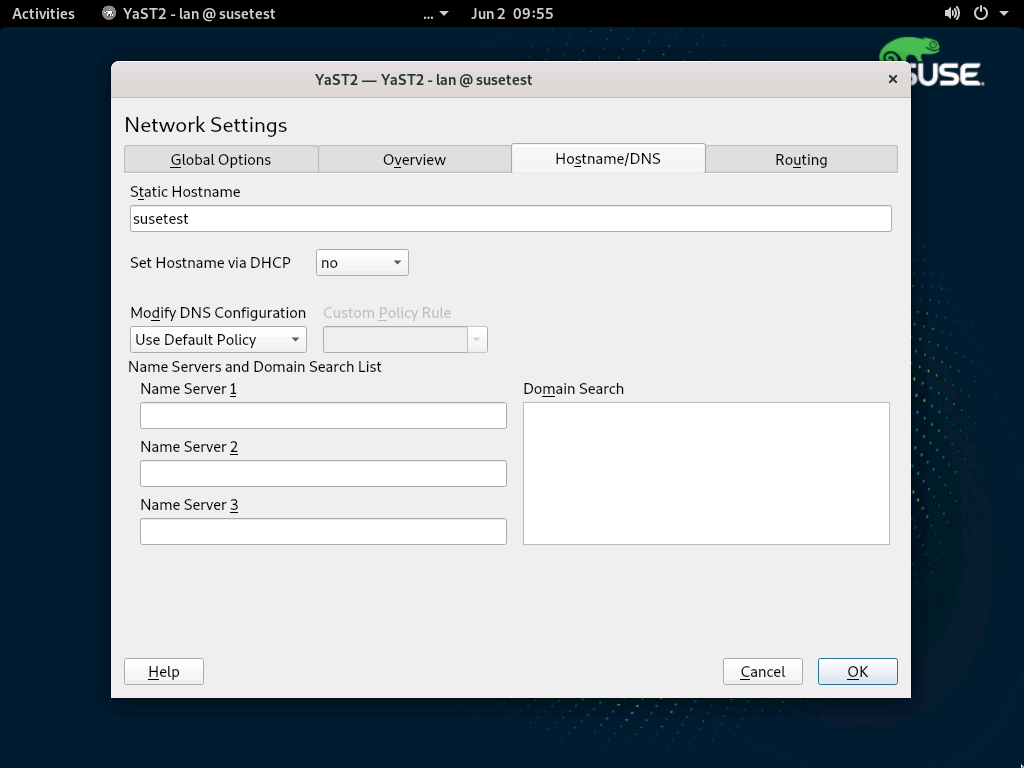 Activities YaST2 - lan @ susetest ... Jun 2 09:55
SUSE
YaST2 — YaST2 - lan @ susetest
Network Settings
Global Options Overview Hostname/DNS Routing
Static Hostname
susetest
Set Hostname via DHCP no
Modify DNS Configuration Custom Policy Rule
Use Default Policy
Name Servers and Domain Search List
Name Server 1 Domain Search
Name Server 2
Name Server 3
Help Cancel OK